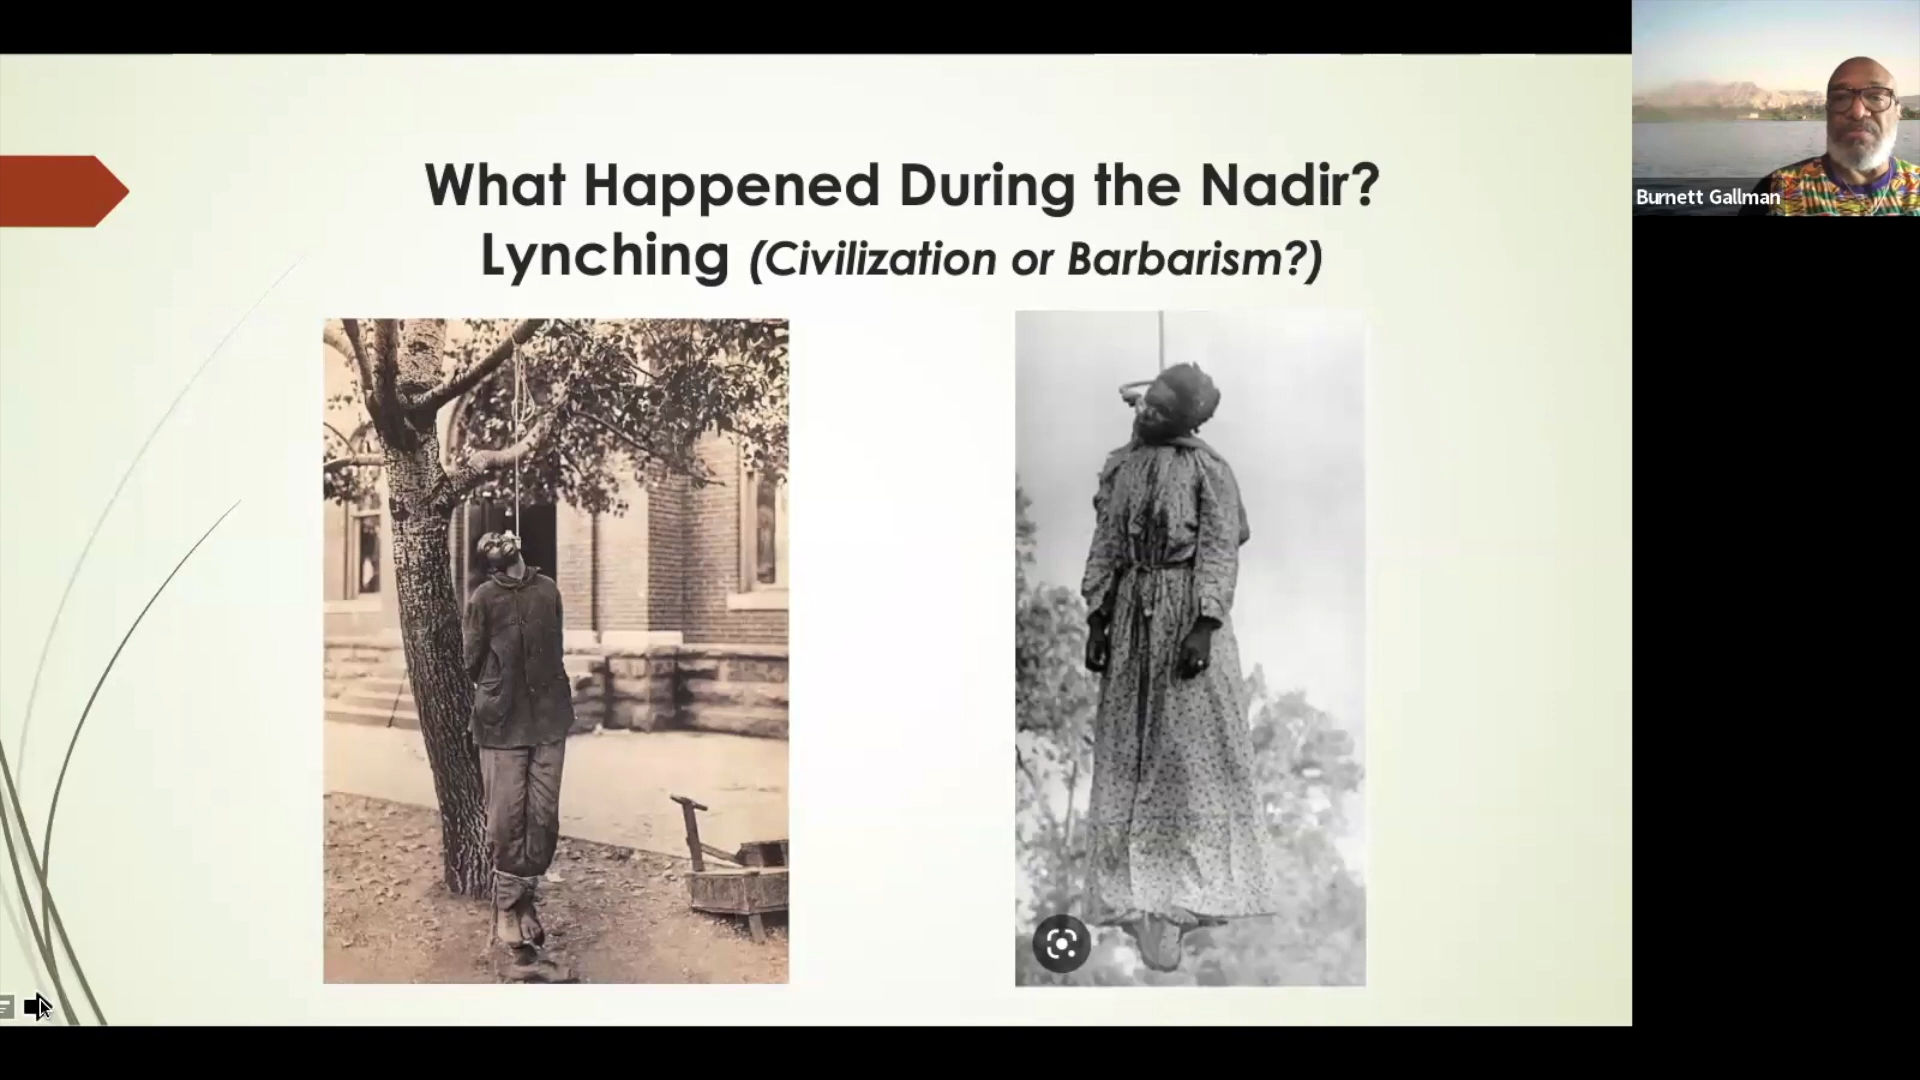 What Happened During the Nadir?
Lynching (Civilization or Barbarism?)
Burnett Gallman